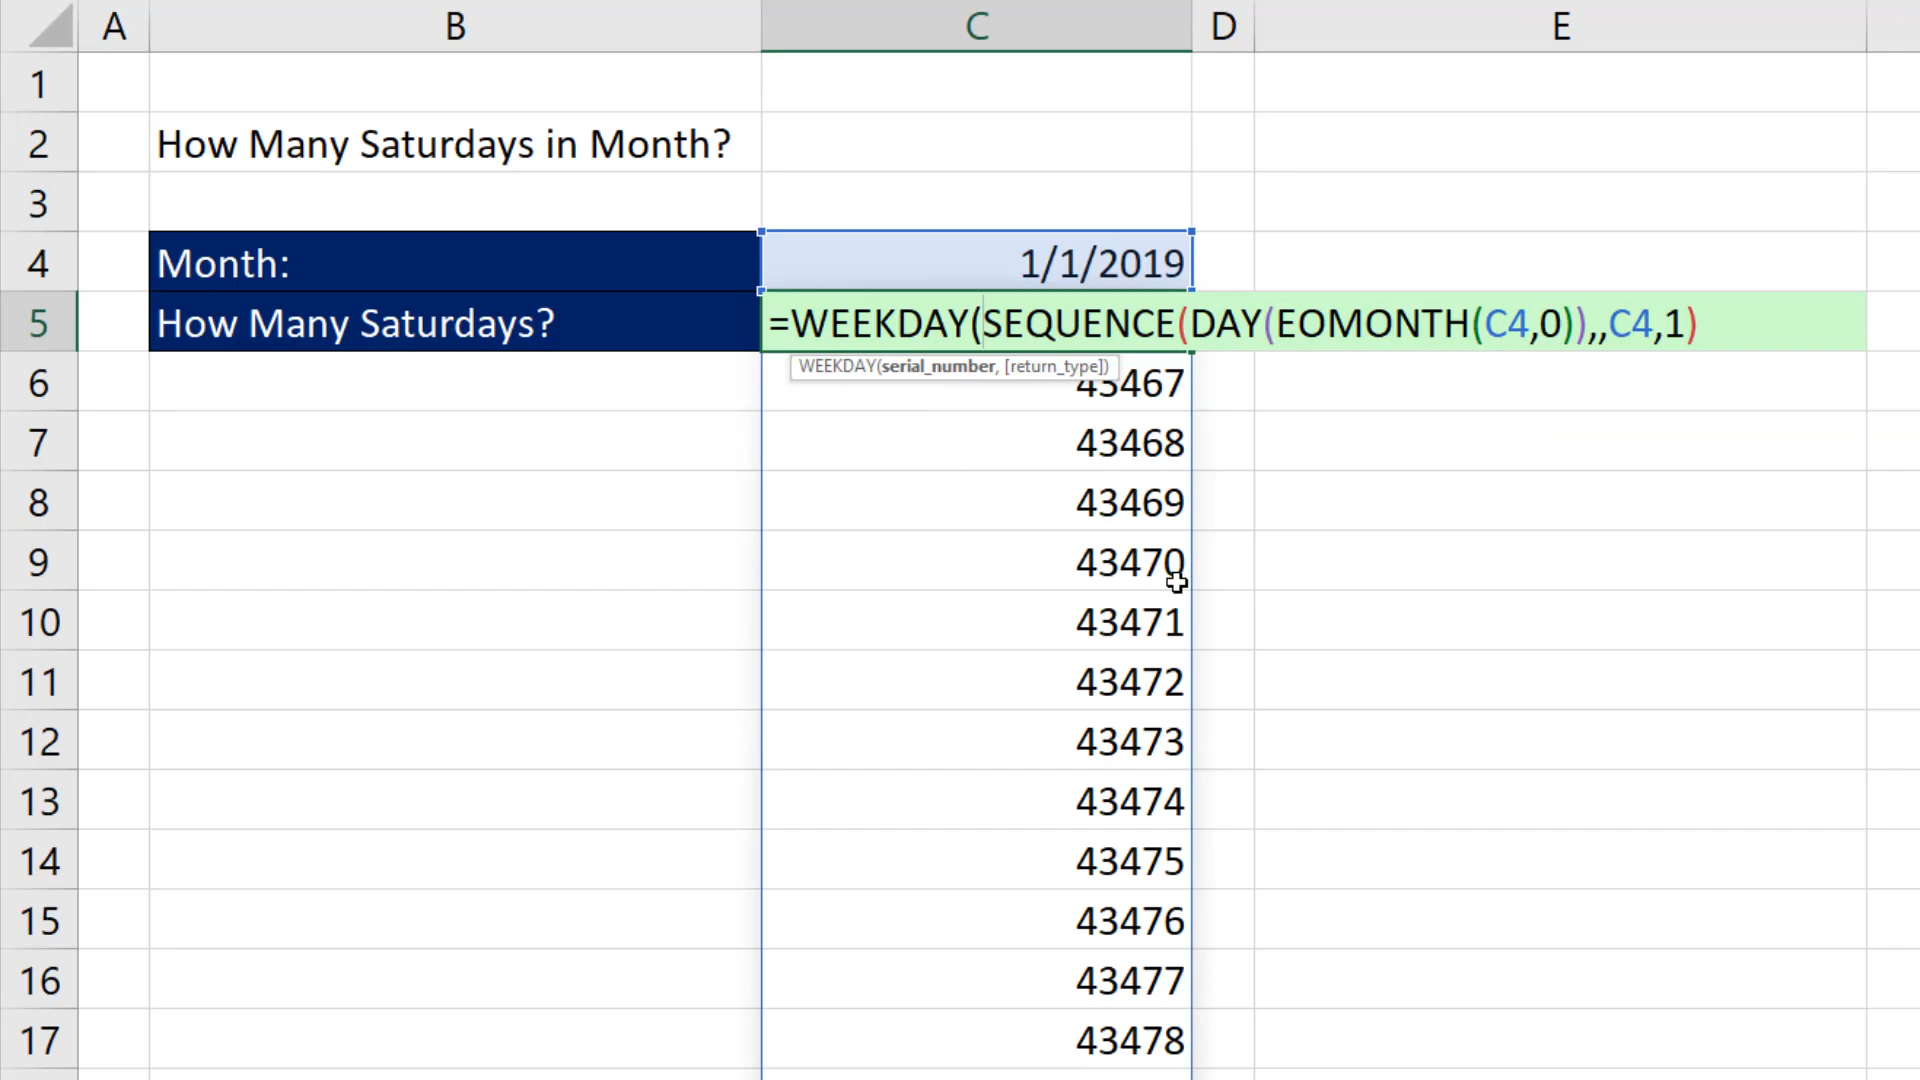 A B C D E
1
2 How Many Saturdays in Month?
3
4 Month: 1/1/2019
5 How Many Saturdays? =WEEKDAY(SEQUENCE(DAY(EOMONTH(C4,0)),,C4,1)
WEEKDAY(serial_number, [return_type])
6 43467
7 43468
8 43469
9 43470
10 43471
11 43472
12 43473
13 43474
14 43475
15 43476
16 43477
17 43478